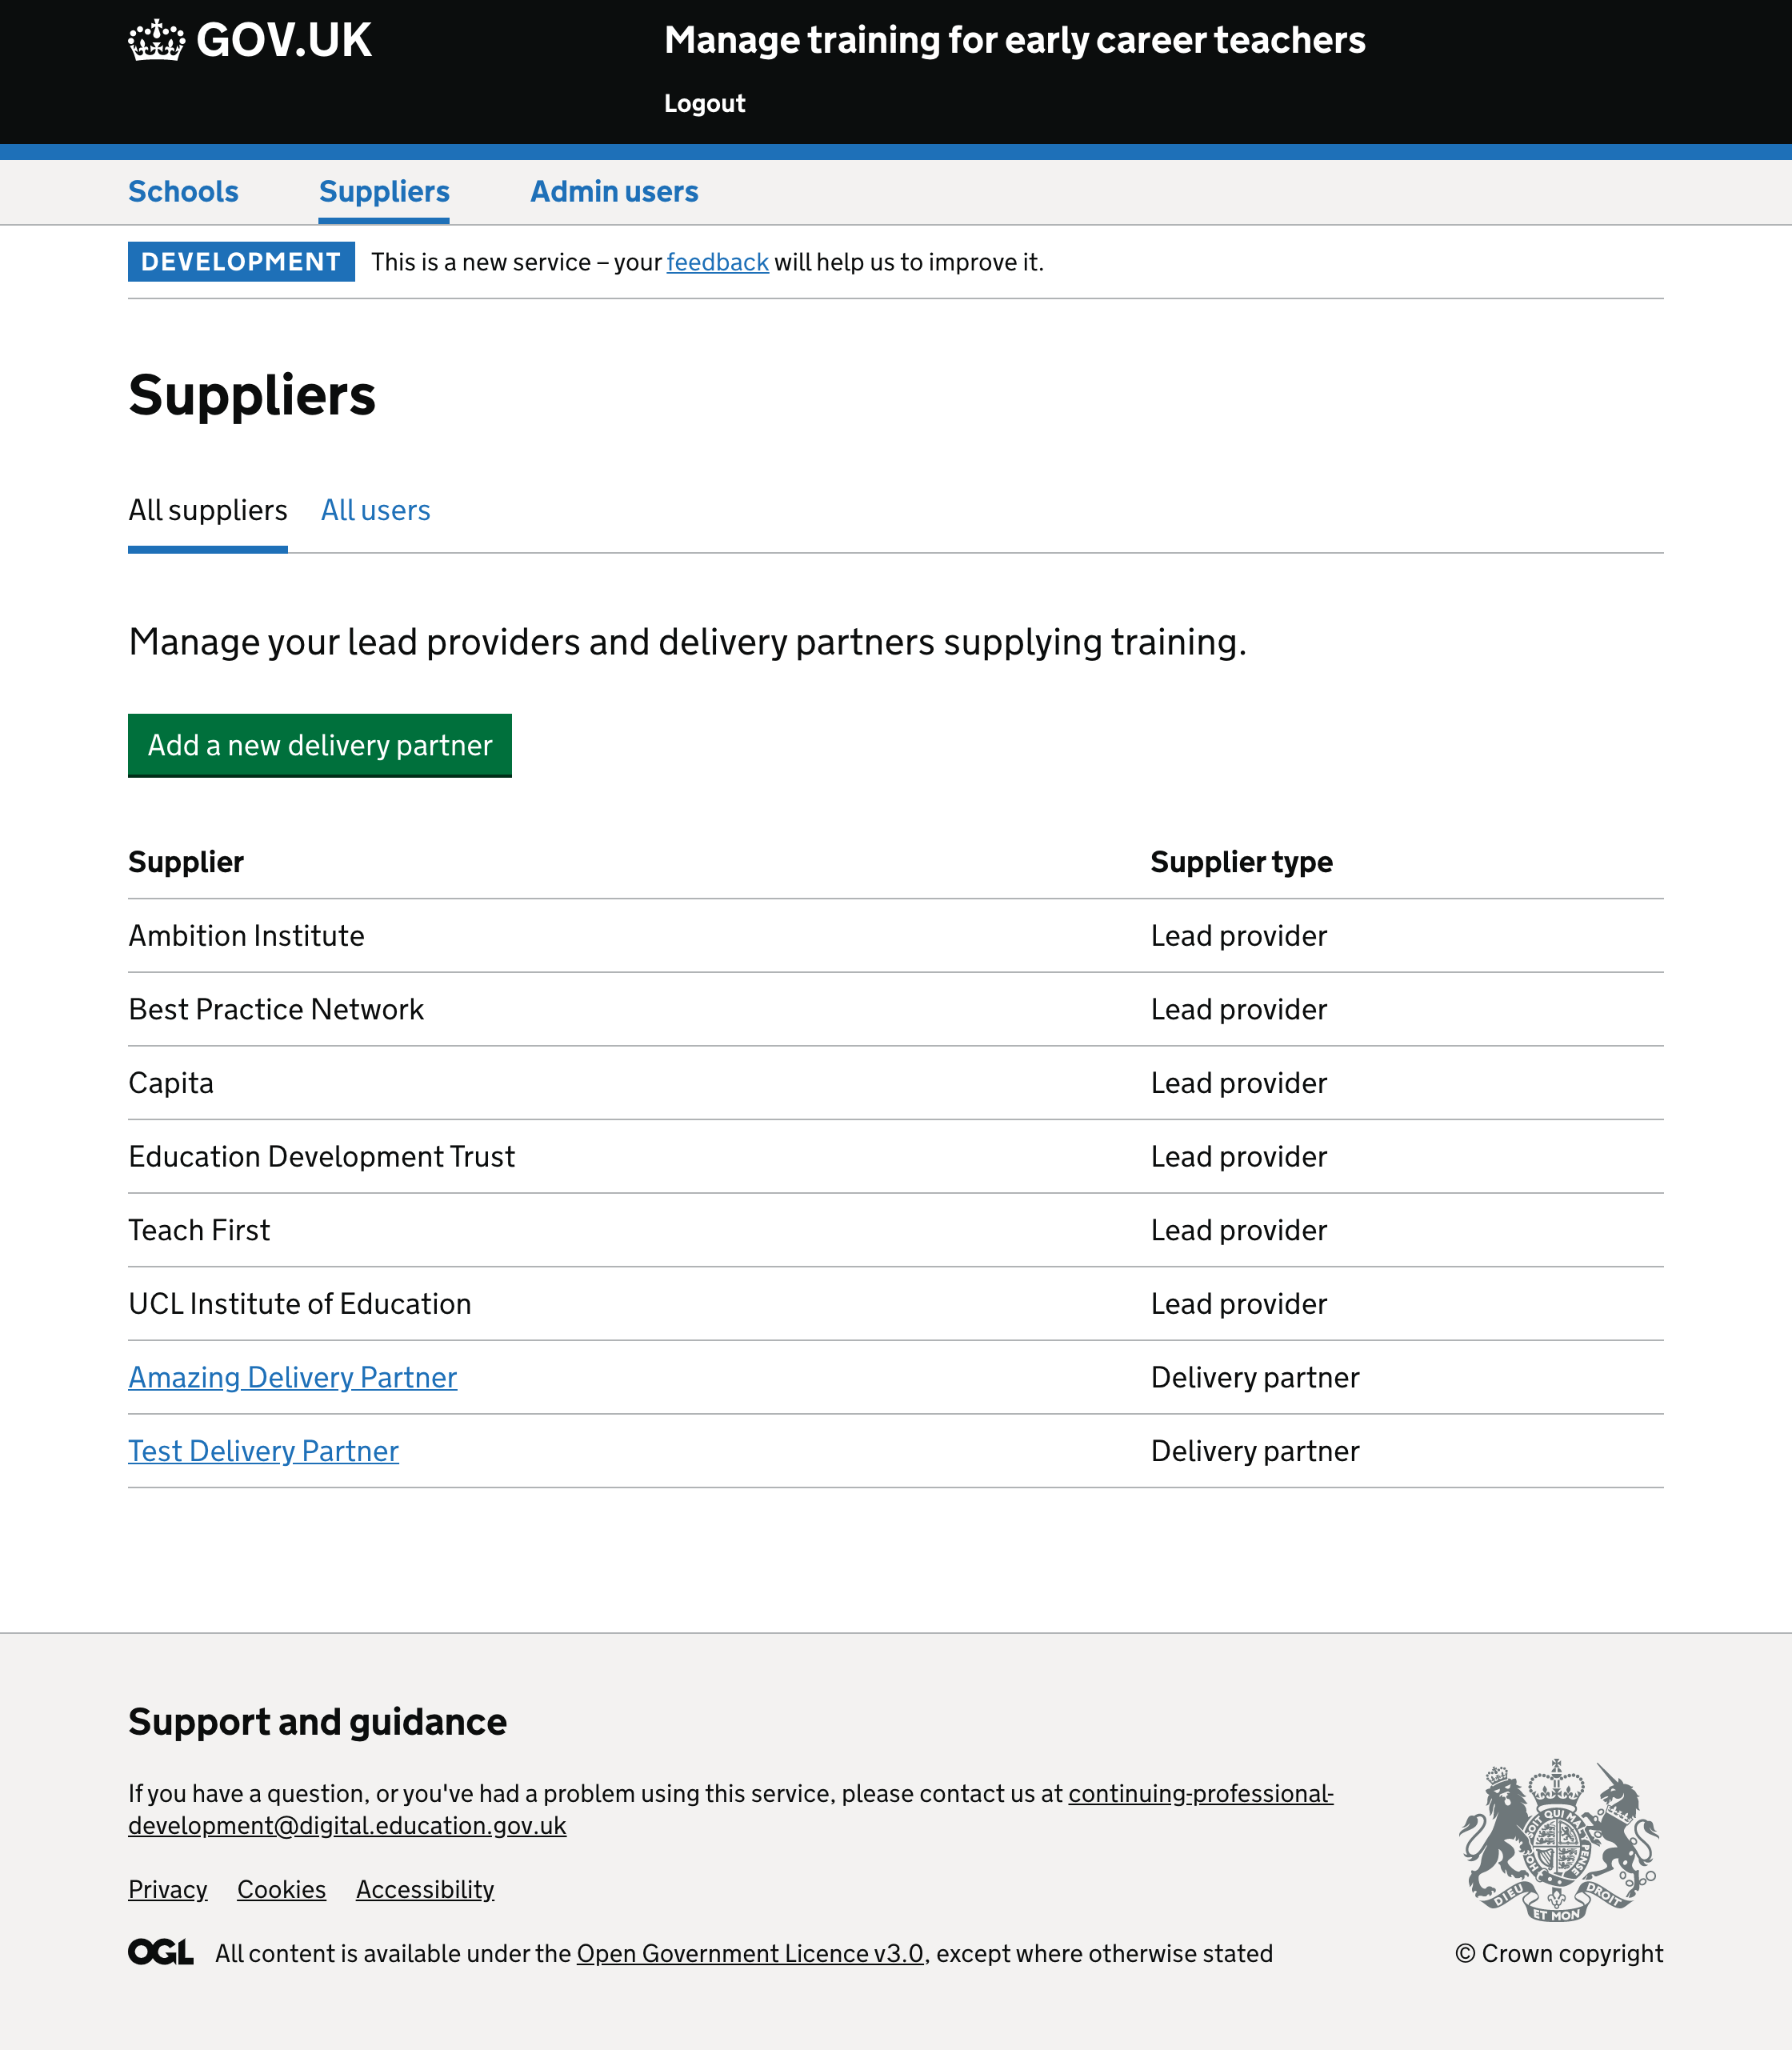 GOV.UK
Manage training for early career teachers
Logout
Schools Suppliers Admin users
DEVELOPMENT This is a new service – your feedback will help us to improve it.
Suppliers
All suppliers All users
Manage your lead providers and delivery partners supplying training.
Add a new delivery partner
Supplier Supplier type
Ambition Institute Lead provider
Best Practice Network Lead provider
Capita Lead provider
Education Development Trust Lead provider
Teach First Lead provider
UCL Institute of Education Lead provider
Amazing Delivery Partner Delivery partner
Test Delivery Partner Delivery partner
Support and guidance
If you have a question, or you've had a problem using this service, please contact us at continuing-professional-
development@digital.education.gov.uk
Privacy Cookies Accessibility
DIEU ET MON DROIT
OGL All content is available under the Open Government Licence v3.0, except where otherwise stated
© Crown copyright